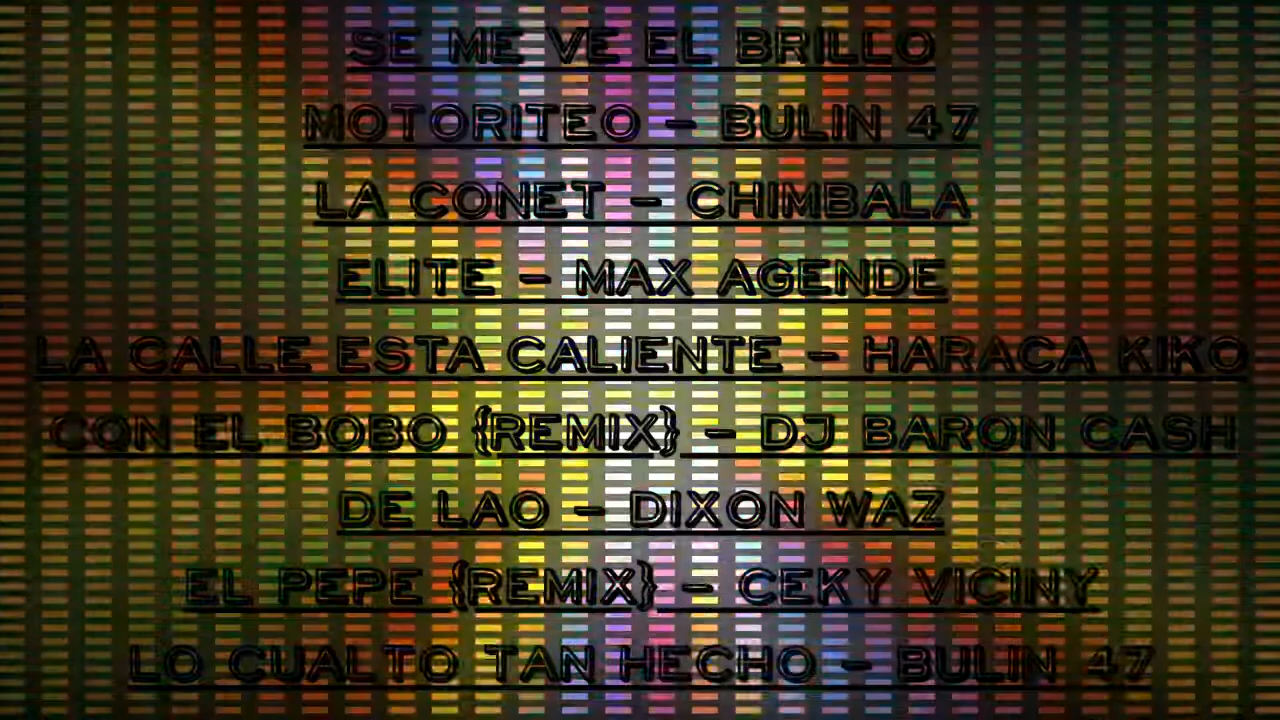 SE ME VE EL BRILLO
MOTORITEO - BULIN 47
LA CONET - CHIMBALA
ELITE - MAX AGENDE
LA CALLE ESTA CALIENTE - HARACA KIKO
CON EL BOBO {REMIX} - DJ BARON CASH
DE LAO - DIXON WAZ
EL PEPE {REMIX} - CEKY VICINY
LO CUALTO TAN HECHO - BULIN 47